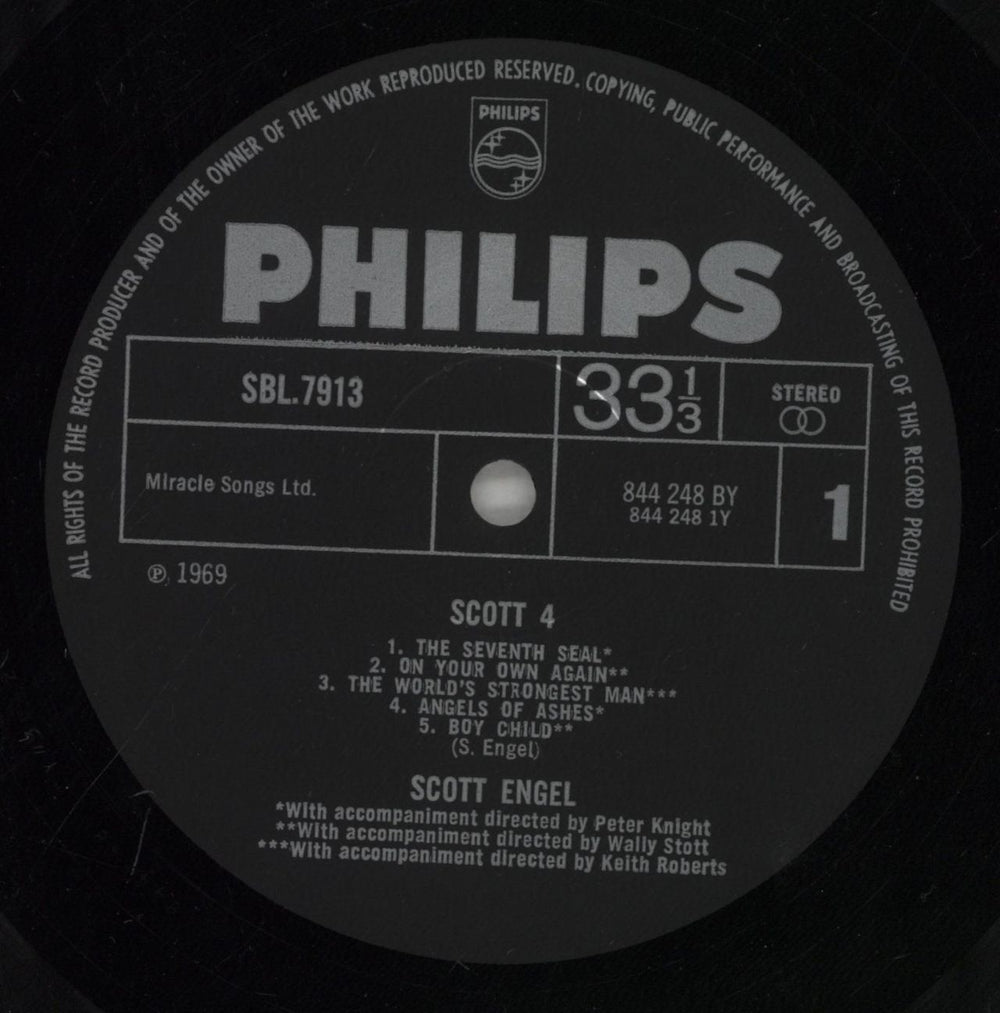 ALL RIGHTS OF THE RECORD PRODUCER AND OF THE OWNER OF THE WORK REPRODUCED RESERVED. COPYING, PUBLIC PERFORMANCE AND BROADCASTING OF THIS RECORD PROHIBITED
PHILIPS
PHILIPS
SBL.7913
33 1/3
STEREO
Miracle Songs Ltd.
844 248 BY
844 248 1Y
1
Ⓟ 1969
SCOTT 4
1. THE SEVENTH SEAL*
2. ON YOUR OWN AGAIN**
3. THE WORLD'S STRONGEST MAN***
4. ANGELS OF ASHES*
5. BOY CHILD**
(S. Engel)
SCOTT ENGEL
*With accompaniment directed by Peter Knight
**With accompaniment directed by Wally Stott
***With accompaniment directed by Keith Roberts